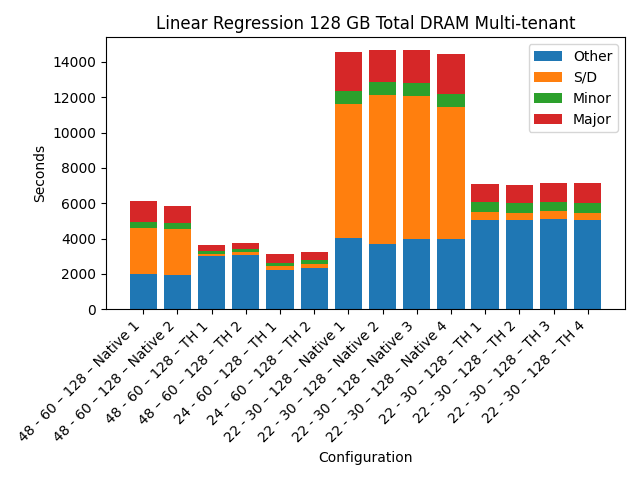 Linear Regression 128 GB Total DRAM Multi-tenant
Other
S/D
Minor
Major
14000
12000
10000
8000
6000
4000
2000
0
Seconds
48 - 60 - 128 - Native 1
48 - 60 - 128 - Native 2
48 - 60 - 128 - TH 1
48 - 60 - 128 - TH 2
24 - 60 - 128 - TH 1
24 - 60 - 128 - TH 2
22 - 30 - 128 - Native 1
22 - 30 - 128 - Native 2
22 - 30 - 128 - Native 3
22 - 30 - 128 - Native 4
22 - 30 - 128 - TH 1
22 - 30 - 128 - TH 2
22 - 30 - 128 - TH 3
22 - 30 - 128 - TH 4
Configuration